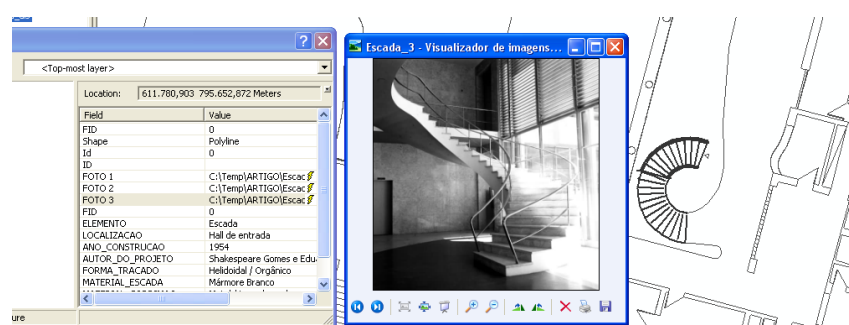 <Top-most layer>
Location: 611.780,903 795.652,872 Meters
Field Value
FID 0
Shape Polyline
Id 0
ID
FOTO 1 C:\Temp\ARTIGO\Escac
FOTO 2 C:\Temp\ARTIGO\Escac
FOTO 3 C:\Temp\ARTIGO\Escac
FID 0
ELEMENTO Escada
LOCALIZACAO Hall de entrada
ANO_CONSTRUCAO 1954
AUTOR_DO_PROJETO Shakespeare Gomes e Edu
FORMA_TRACADO Helidoidal / Orgânico
MATERIAL_ESCADA Mármore Branco
ure
Escada_3 - Visualizador de imagens...